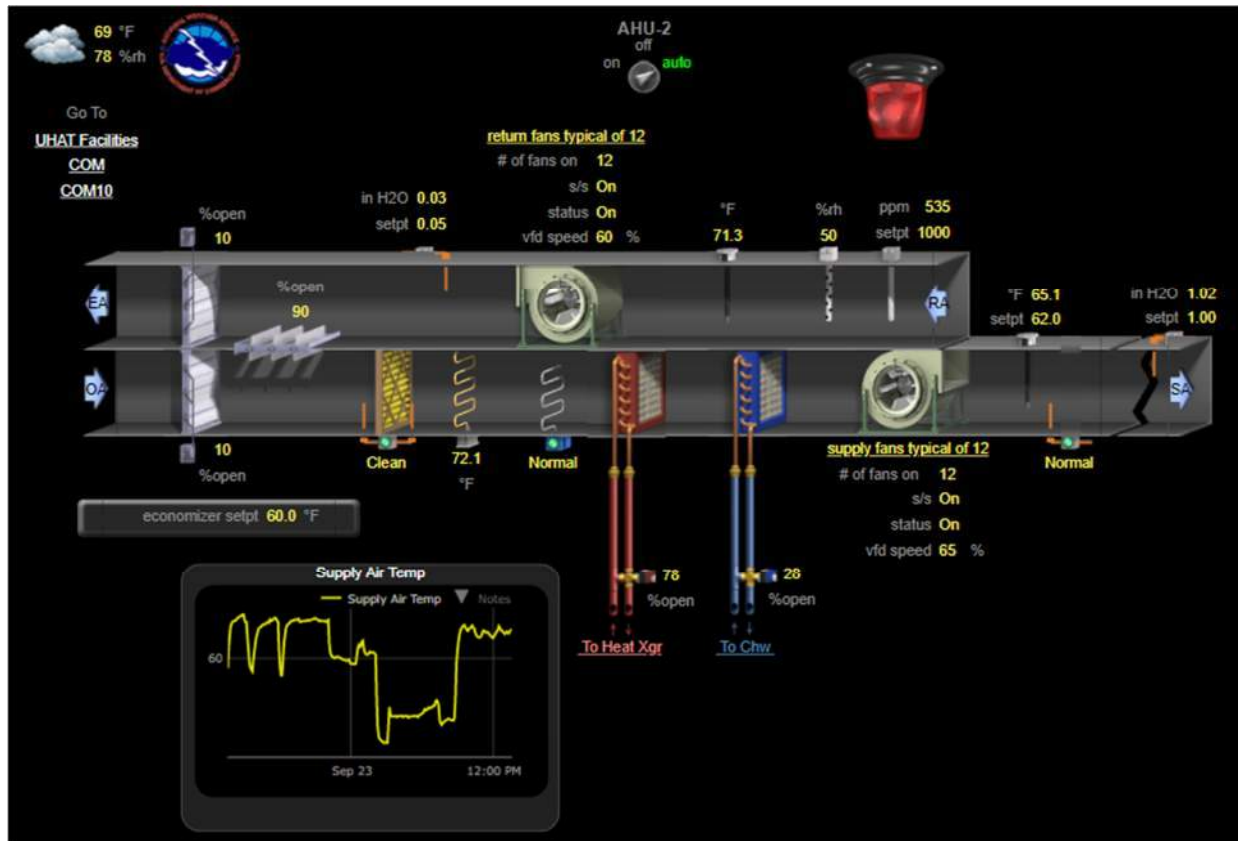 69 °F
78 %rh
AHU-2
off
on
auto
Go To
UHAT Facilities
COM
COM10
return fans typical of 12
# of fans on 12
s/s On
status On
vfd speed 60 %
in H2O 0.03
setpt 0.05
%open
10
%open
90
°F
71.3
%rh
50
ppm 535
setpt 1000
°F 65.1
setpt 62.0
in H2O 1.02
setpt 1.00
EA
RA
OA
SA
10
%open
Clean
72.1
°F
Normal
supply fans typical of 12
# of fans on 12
s/s On
status On
vfd speed 65 %
Normal
economizer setpt 60.0 °F
78
%open
28
%open
To Heat Xgr
To Chw
Supply Air Temp
Supply Air Temp
Notes
60
Sep 23
12:00 PM